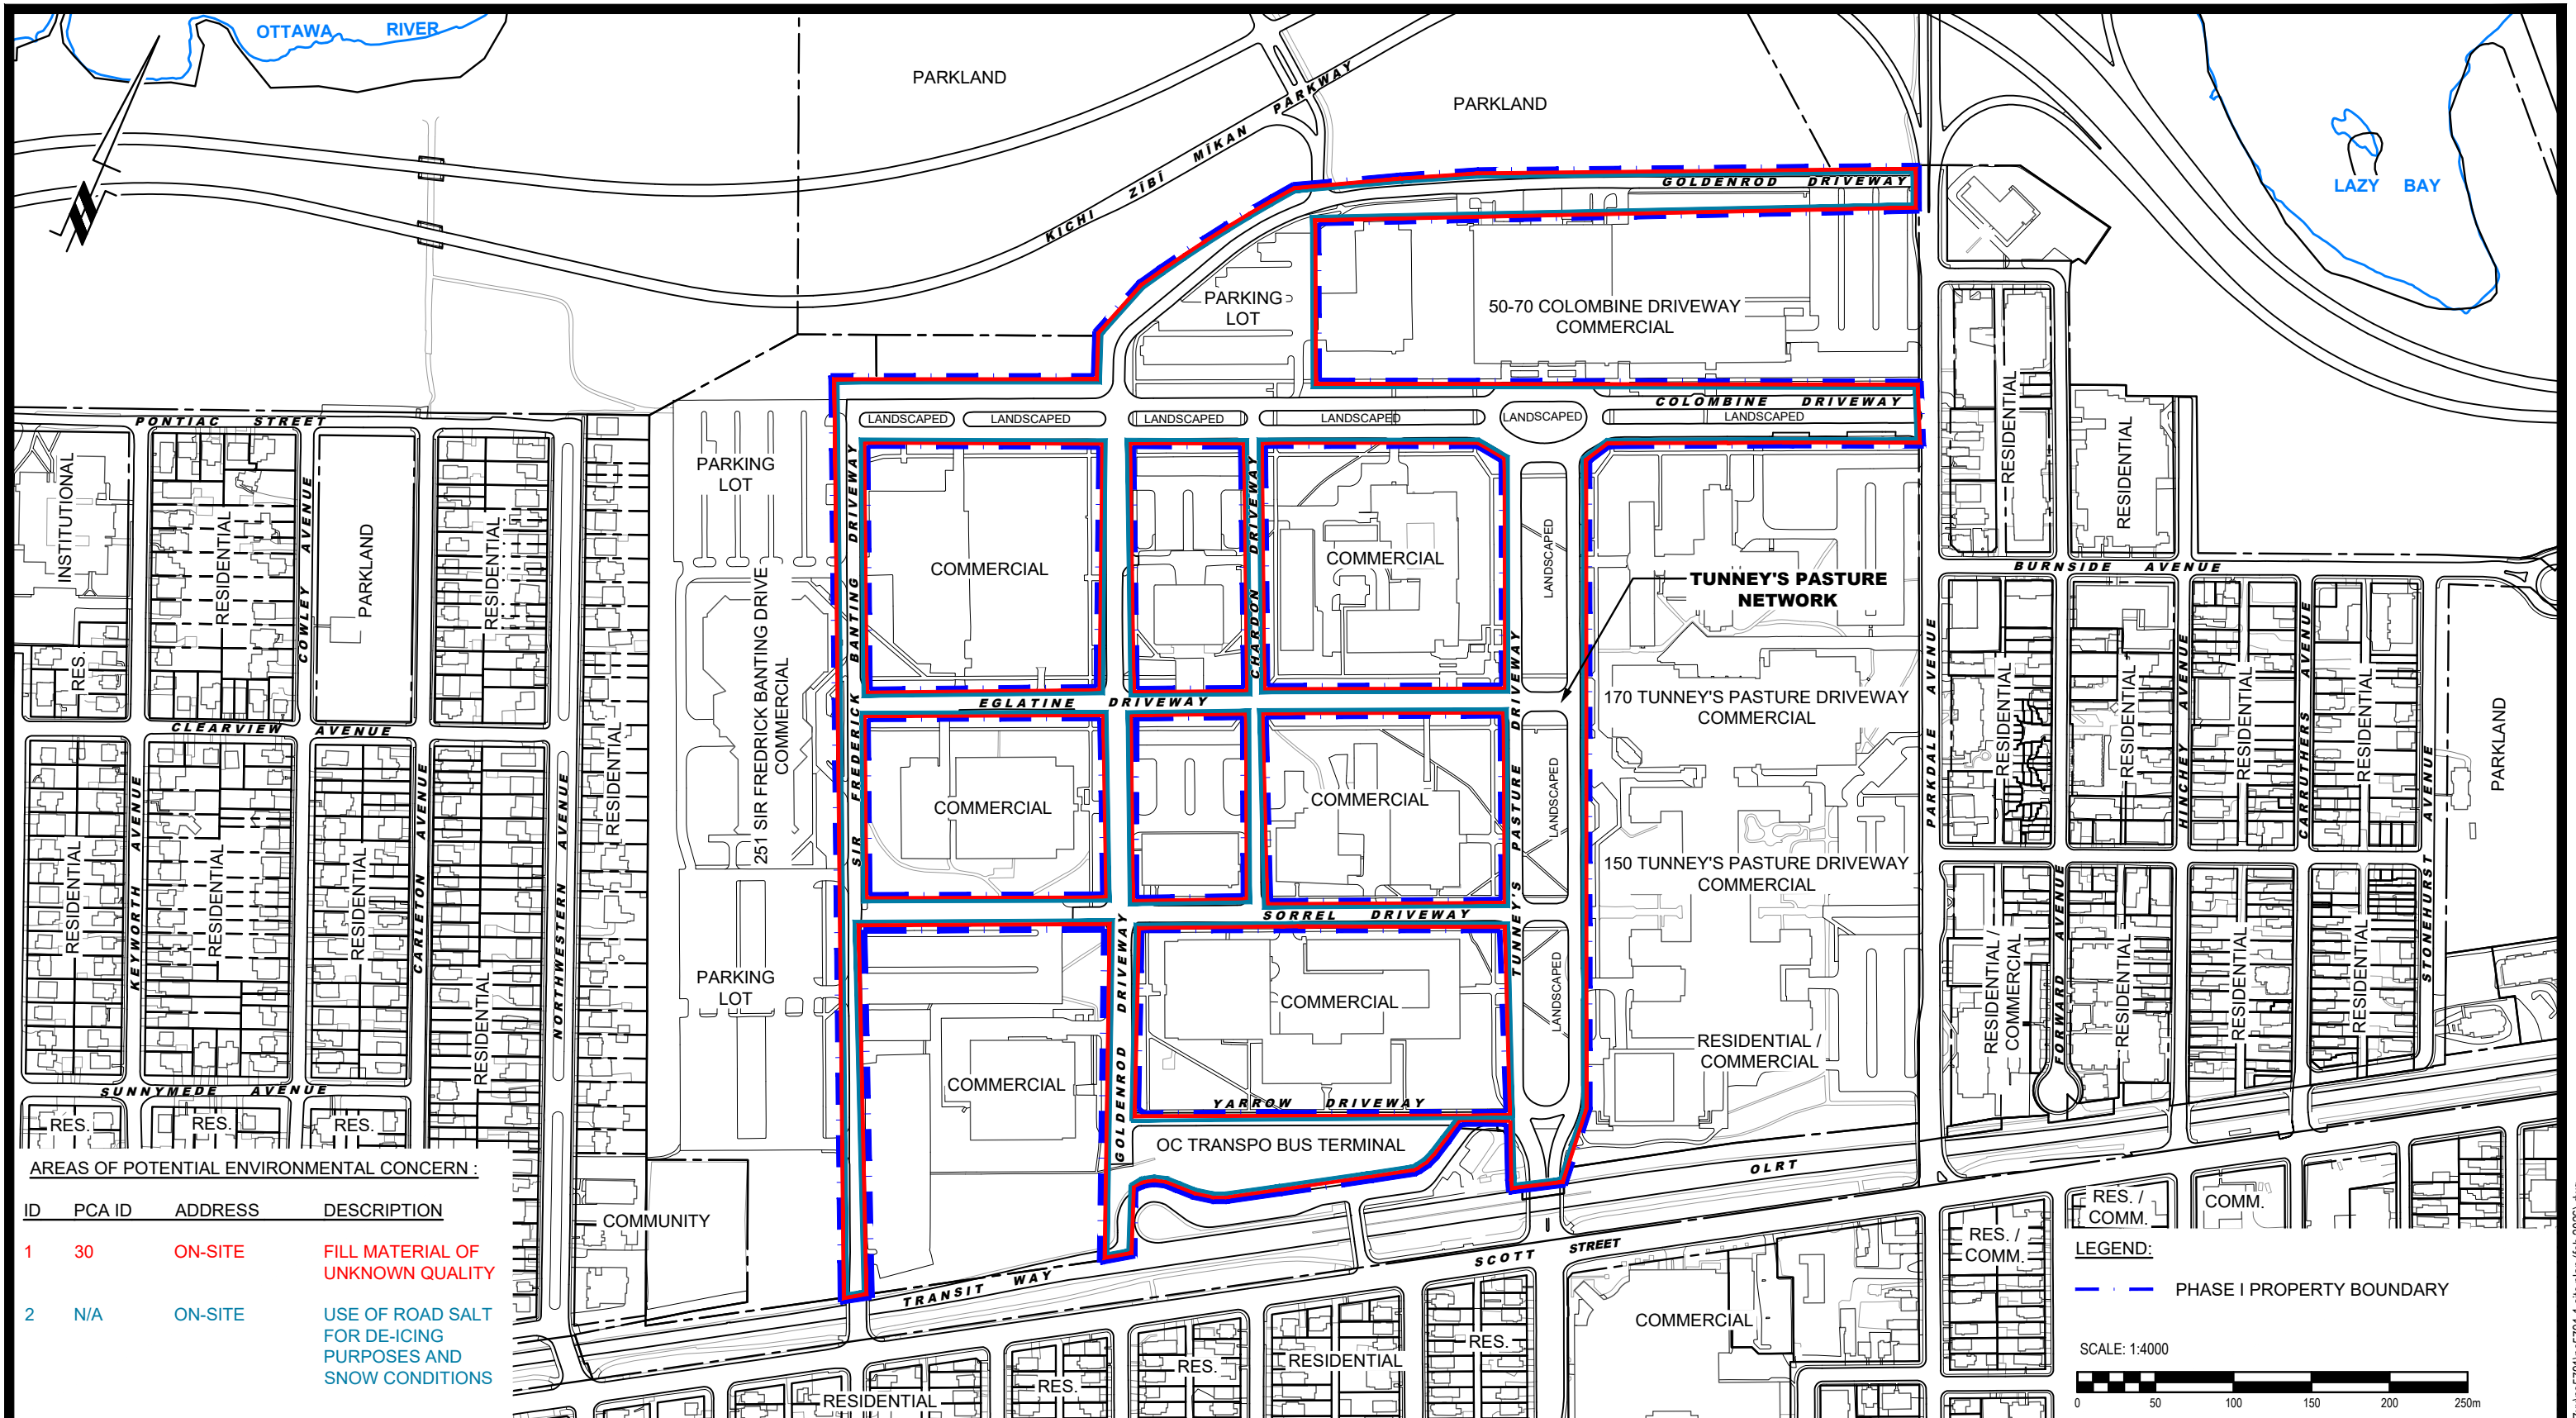 OTTAWA RIVER
PARKLAND
PARKLAND
KICHI ZĪBĪ MĪKAN PARKWAY
LAZY BAY
GOLDENROD DRIVEWAY
PARKING
LOT
50-70 COLOMBINE DRIVEWAY
COMMERCIAL
COLOMBINE DRIVEWAY
LANDSCAPED
LANDSCAPED
LANDSCAPED
LANDSCAPED
LANDSCAPED
LANDSCAPED
PONTIAC STREET
INSTITUTIONAL
RESIDENTIAL
COWLEY AVENUE
PARKLAND
RESIDENTIAL
PARKING
LOT
SIR FREDERICK BANTING DRIVEWAY
COMMERCIAL
CHARDON DRIVEWAY
COMMERCIAL
LANDSCAPED
TUNNEY'S PASTURE
NETWORK
RESIDENTIAL
RESIDENTIAL
BURNSIDE AVENUE
RES.
251 SIR FREDRICK BANTING DRIVE
COMMERCIAL
EGLATINE DRIVEWAY
TUNNEY'S PASTURE DRIVEWAY
170 TUNNEY'S PASTURE DRIVEWAY
COMMERCIAL
PARKDALE AVENUE
RESIDENTIAL
RESIDENTIAL
HINCHEY AVENUE
RESIDENTIAL
CARRUTHERS AVENUE
RESIDENTIAL
STONEHURST AVENUE
PARKLAND
CLEARVIEW AVENUE
RESIDENTIAL
KEYWORTH AVENUE
RESIDENTIAL
RESIDENTIAL
CARLETON AVENUE
RESIDENTIAL
NORTHWESTERN AVENUE
RESIDENTIAL
COMMERCIAL
COMMERCIAL
LANDSCAPED
150 TUNNEY'S PASTURE DRIVEWAY
COMMERCIAL
SORREL DRIVEWAY
PARKING
LOT
GOLDENROD DRIVEWAY
COMMERCIAL
LANDSCAPED
RESIDENTIAL /
COMMERCIAL
RESIDENTIAL /
COMMERCIAL
FORWARD AVENUE
RESIDENTIAL
RESIDENTIAL
RESIDENTIAL
COMMERCIAL
YARROW DRIVEWAY
SUNNYMEDE AVENUE
RES.
RES.
RES.
OC TRANSPO BUS TERMINAL
OLRT
COMMUNITY
TRANSIT WAY
SCOTT STREET
RES. /
COMM.
RES. /
COMM.
COMM.
COMMERCIAL
RES.
RESIDENTIAL
RES.
RES.
RESIDENTIAL
AREAS OF POTENTIAL ENVIRONMENTAL CONCERN :
ID PCA ID ADDRESS DESCRIPTION
1 30 ON-SITE FILL MATERIAL OF
UNKNOWN QUALITY
2 N/A ON-SITE USE OF ROAD SALT
FOR DE-ICING
PURPOSES AND
SNOW CONDITIONS
LEGEND:
PHASE I PROPERTY BOUNDARY
SCALE: 1:4000
0 50 100 150 200 250m